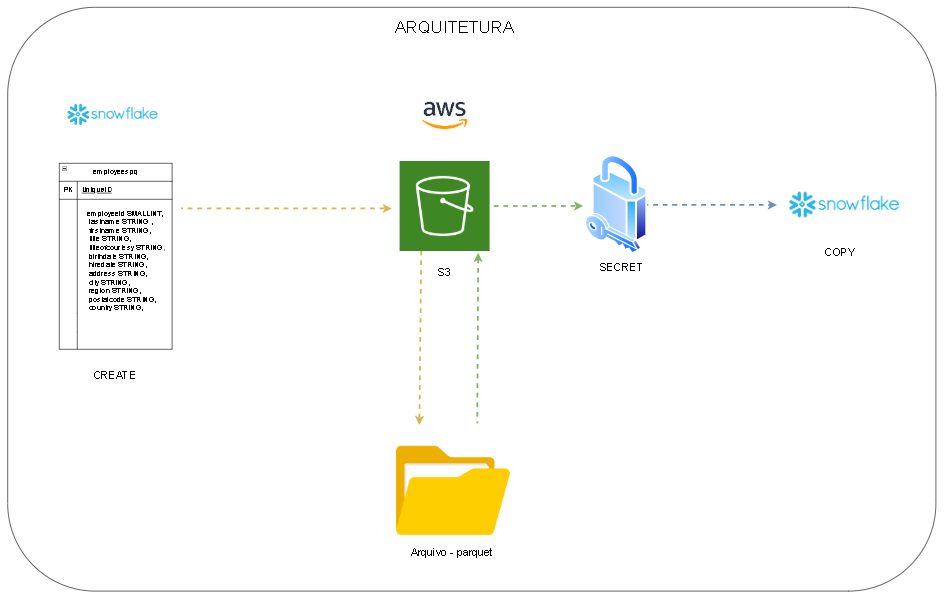 ARQUITETURA
snowflake
aws
employeespq
PK UniqueID
employeeid SMALLINT,
lastname STRING ,
firstname STRING,
title STRING,
titleofcourtesy STRING,
birthdate STRING,
hiredate STRING,
address STRING,
city STRING,
region STRING,
postalcode STRING,
country STRING,
CREATE
S3
SECRET
snowflake
COPY
Arquivo - parquet